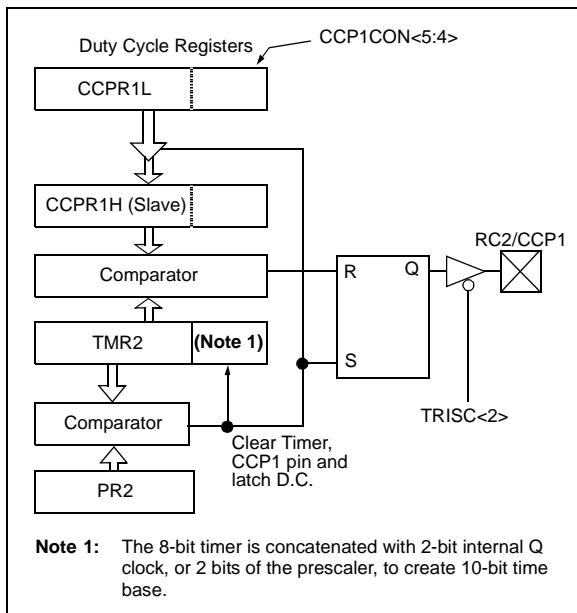 Duty Cycle Registers
CCP1CON<5:4>
CCPR1L
CCPR1H (Slave)
Comparator
RC2/CCP1
R
Q
TMR2
(Note 1)
S
Comparator
TRISC<2>
Clear Timer,
CCP1 pin and
latch D.C.
PR2
Note 1: The 8-bit timer is concatenated with 2-bit internal Q
clock, or 2 bits of the prescaler, to create 10-bit time
base.